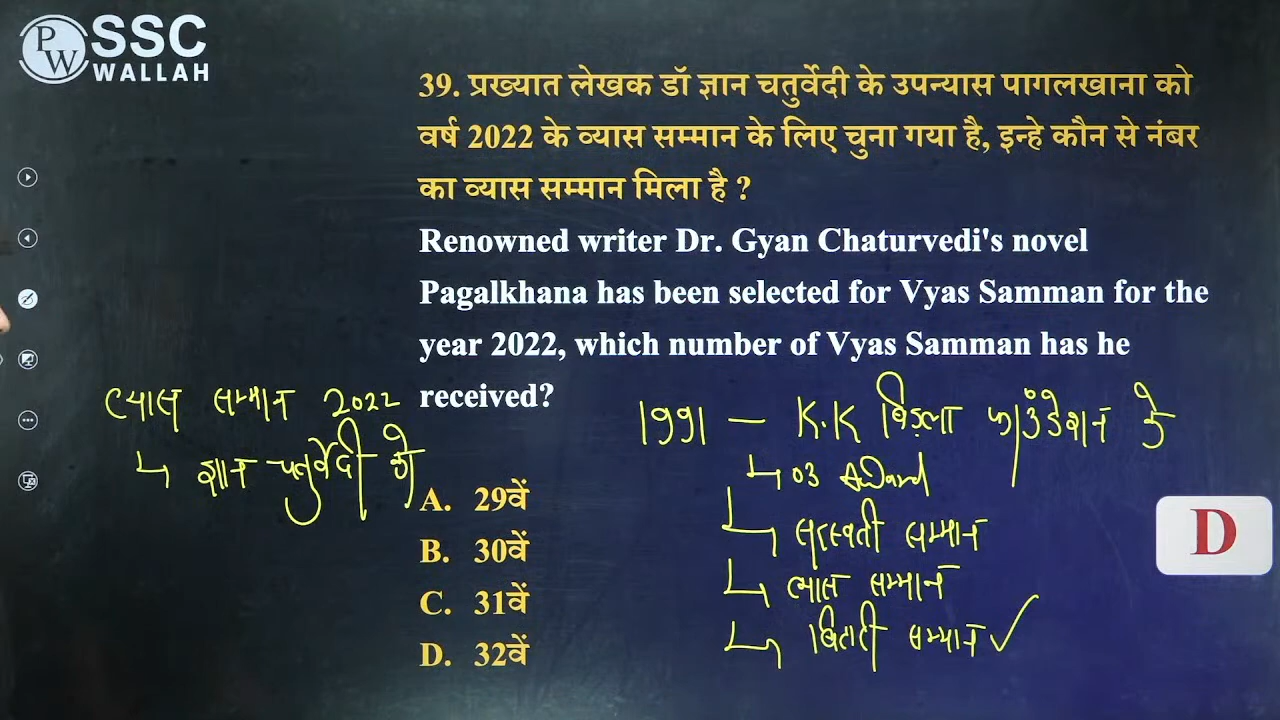 PW SSC
WALLAH
39. प्रख्यात लेखक डॉ ज्ञान चतुर्वेदी के उपन्यास पागलखाना को
वर्ष 2022 के व्यास सम्मान के लिए चुना गया है, इन्हे कौन से नंबर
का व्यास सम्मान मिला है ?
Renowned writer Dr. Gyan Chaturvedi's novel
Pagalkhana has been selected for Vyas Samman for the
year 2022, which number of Vyas Samman has he
received?
व्यास सम्मान 2022
ज्ञान चतुर्वेदी को
A. 29वें
B. 30वें
C. 31वें
D. 32वें
1991 — K.K बिड़ला फाउंडेशन के
03 Award
सरस्वती सम्मान
व्यास सम्मान
बिहारी सम्मान
D